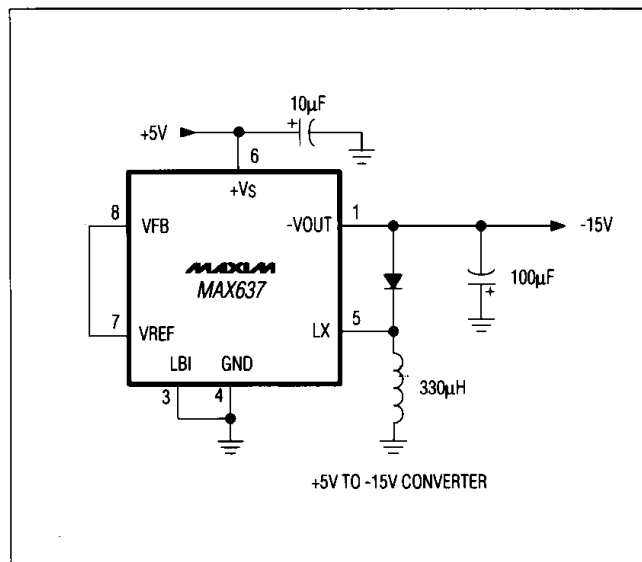 10µF
+
+5V
6
+VS
8
VFB
-VOUT
1
-15V
MAXIM
MAX637
100µF
+
7
VREF
LX
5
LBI
GND
3
4
330µH
+5V TO -15V CONVERTER